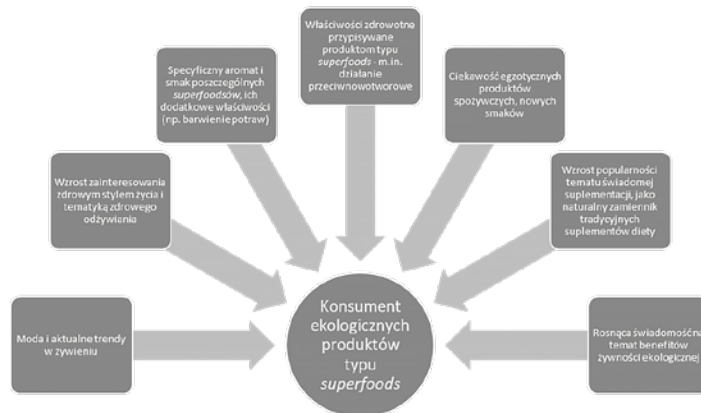 Właściwości zdrowotne
przypisywane
produktom typu
superfoods - m.in.
działanie
przeciwnowotworowe
Specyficzny aromat i
smak poszczególnych
superfoodsów, ich
dodatkowe właściwości
(np. barwienie potraw)
Ciekawość egzotycznych
produktów
spożywczych, nowych
smaków
Wzrost zainteresowania
zdrowym stylem życia i
tematyką zdrowego
odżywiania
Wzrost popularności
tematu świadomej
suplementacji, jako
naturalny zamiennik
tradycyjnych
suplementów diety
Moda i aktualne trendy
w żywieniu
Konsument
ekologicznych
produktów
typu
superfoods
Rosnąca świadomośćna
temat benefitów
żywności ekologicznej